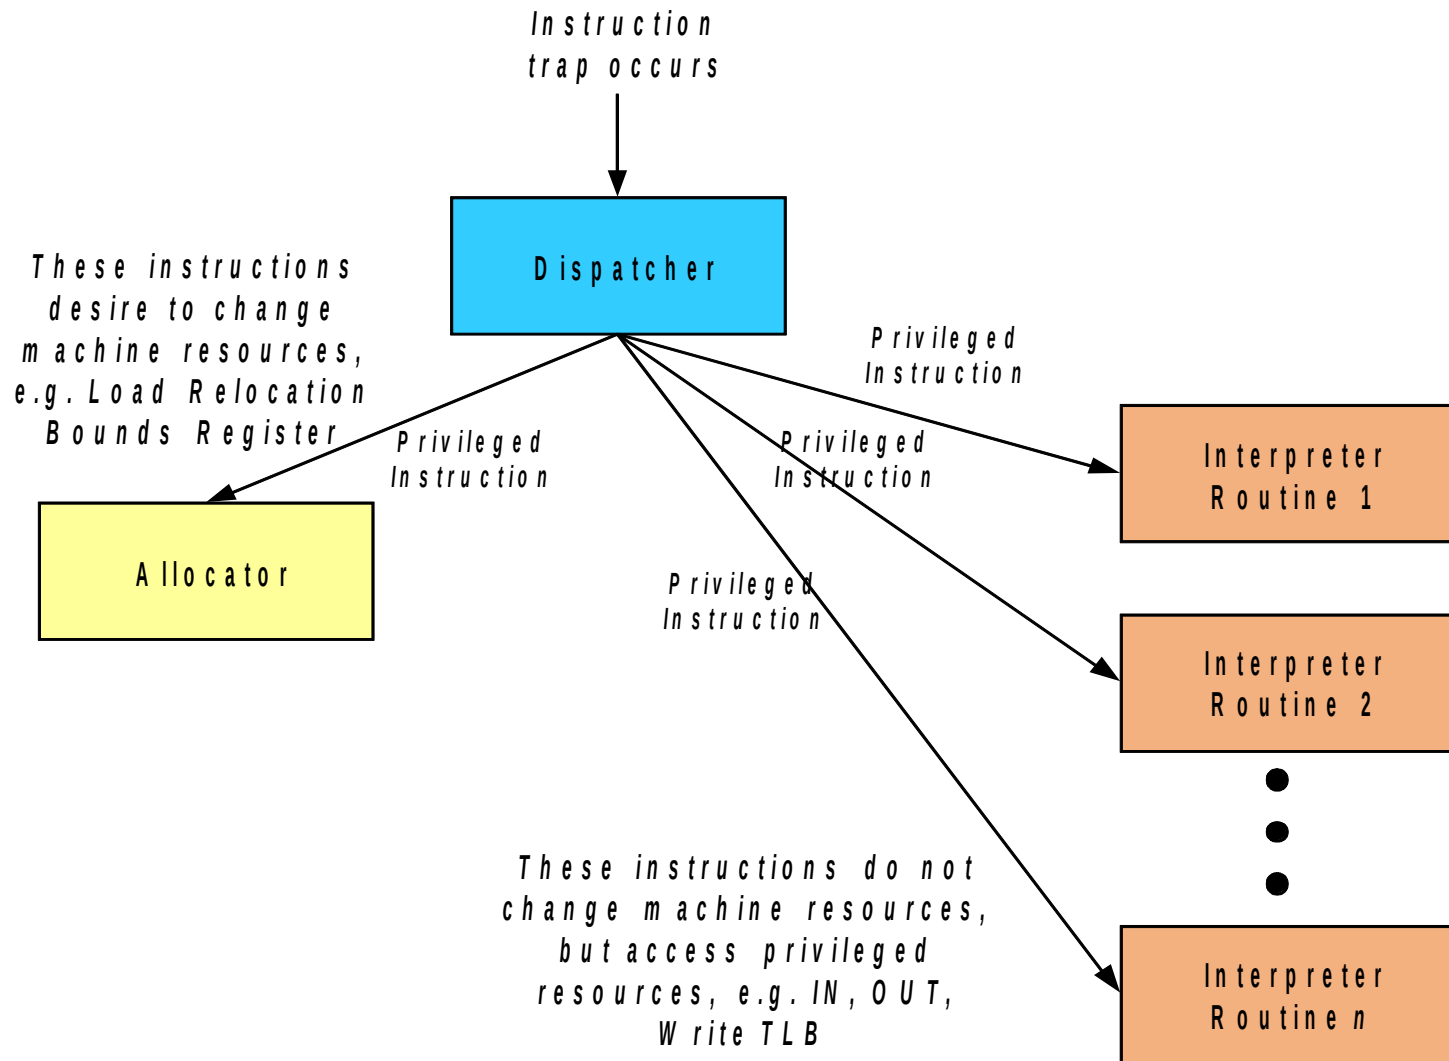 Instruction
trap occurs
Dispatcher
These instructions
desire to change
machine resources,
e.g. Load Relocation
Bounds Register
Privileged
Instruction
Privileged
Instruction
Privileged
Instruction
Interpreter
Routine 1
Allocator
Privileged
Instruction
Interpreter
Routine 2
These instructions do not
change machine resources,
but access privileged
resources, e.g. IN, OUT,
Write TLB
Interpreter
Routine n